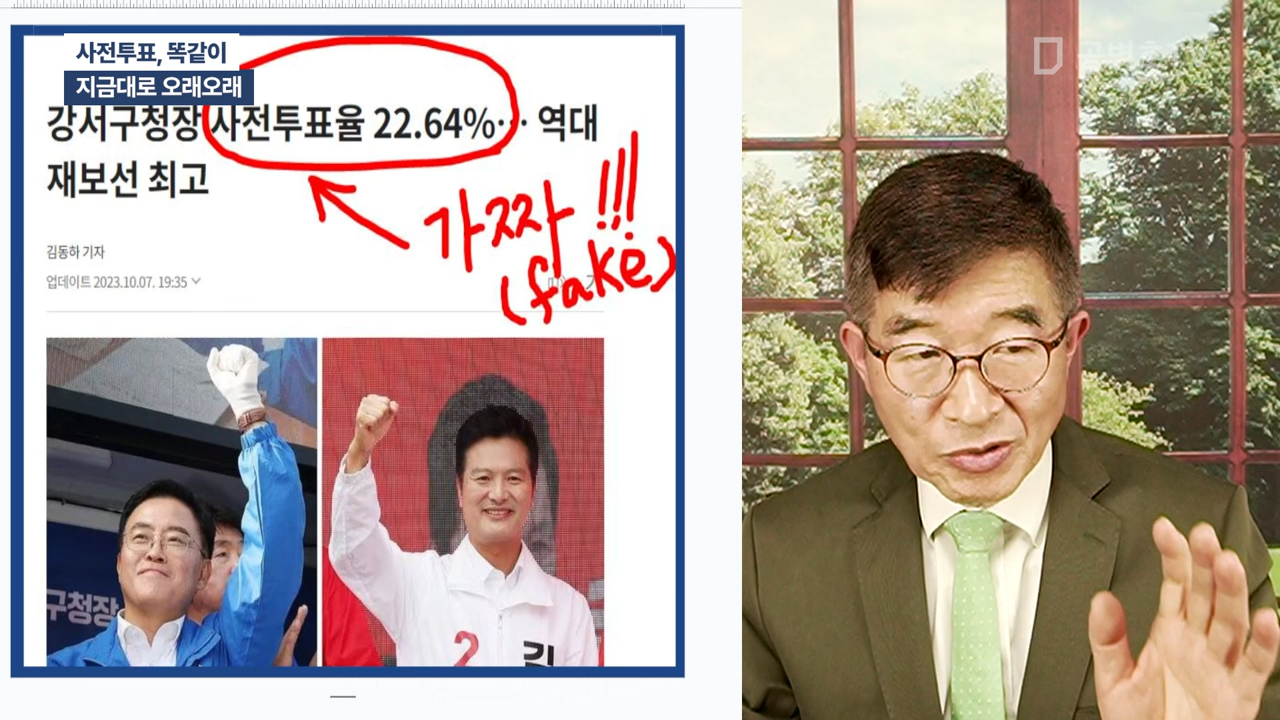 사전투표, 똑같이
지금대로 오래오래
강서구청장 사전투표율 22.64%… 역대
재보선 최고
가짜!!!
(fake)
김동하 기자
업데이트 2023.10.07. 19:35
구청장
2
김